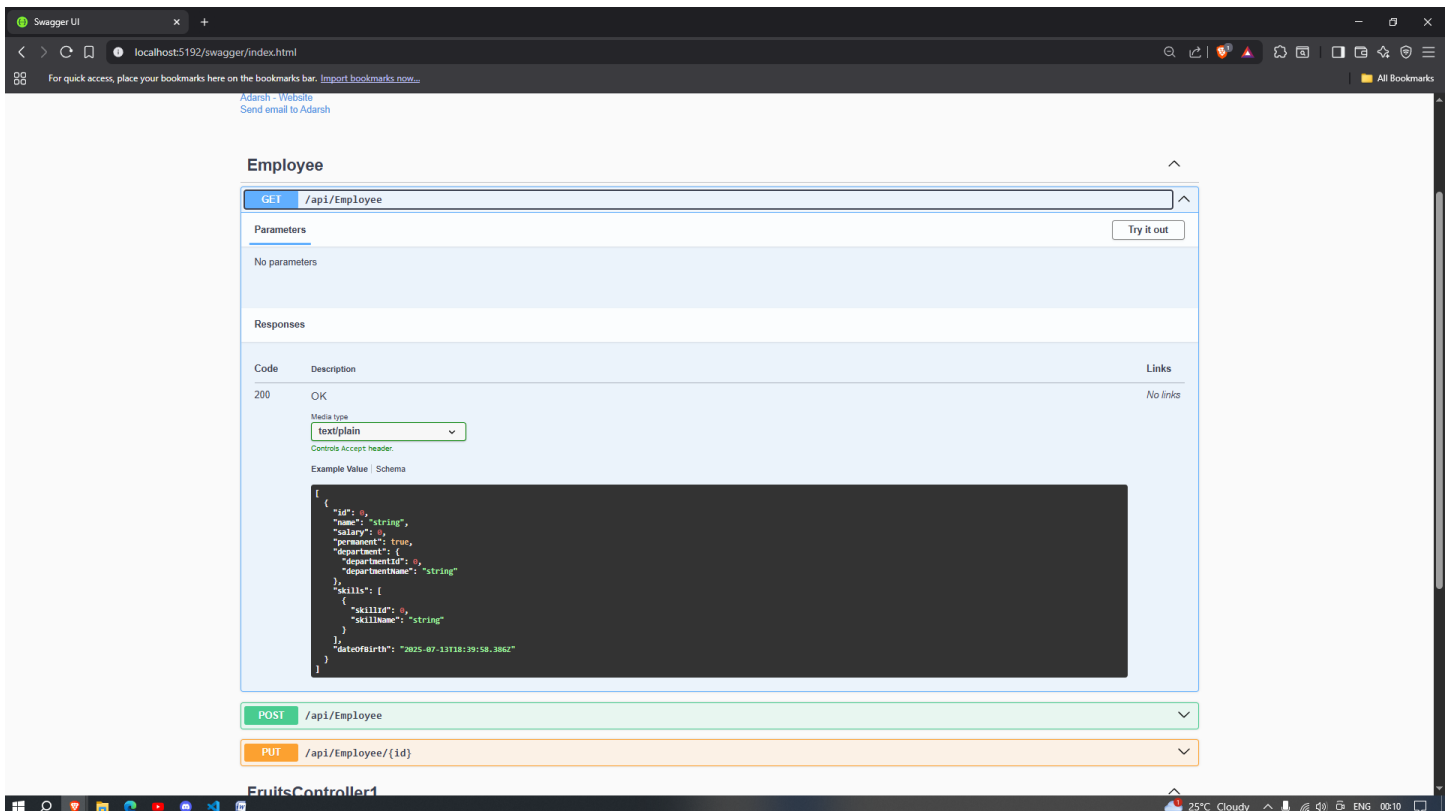 Swagger UI
localhost:5192/swagger/index.html
For quick access, place your bookmarks here on the bookmarks bar. Import bookmarks now...
All Bookmarks
Adarsh - Website
Send email to Adarsh
Employee
GET /api/Employee
Parameters
Try it out
No parameters
Responses
Code Description Links
200 OK No links
Media type
text/plain
Controls Accept header.
Example Value Schema
[
{
"id": 0,
"name": "string",
"salary": 0,
"permanent": true,
"department": {
"departmentId": 0,
"departmentName": "string"
},
"skills": [
{
"skillId": 0,
"skillName": "string"
}
],
"dateOfBirth": "2025-07-13T18:39:58.386Z"
}
]
POST /api/Employee
PUT /api/Employee/{id}
FruitsController1
1 25°C Cloudy ENG 00:10